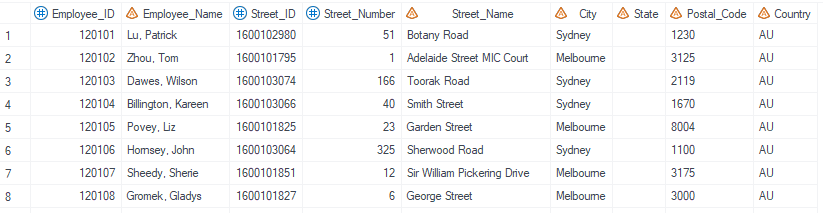 Employee_ID Employee_Name Street_ID Street_Number Street_Name City State Postal_Code Country
1 120101 Lu, Patrick 1600102980 51 Botany Road Sydney 1230 AU
2 120102 Zhou, Tom 1600101795 1 Adelaide Street MIC Court Melbourne 3125 AU
3 120103 Dawes, Wilson 1600103074 166 Toorak Road Sydney 2119 AU
4 120104 Billington, Kareen 1600103066 40 Smith Street Sydney 1670 AU
5 120105 Povey, Liz 1600101825 23 Garden Street Melbourne 8004 AU
6 120106 Hornsey, John 1600103064 325 Sherwood Road Sydney 1100 AU
7 120107 Sheedy, Sherie 1600101851 12 Sir William Pickering Drive Melbourne 3175 AU
8 120108 Gromek, Gladys 1600101827 6 George Street Melbourne 3000 AU